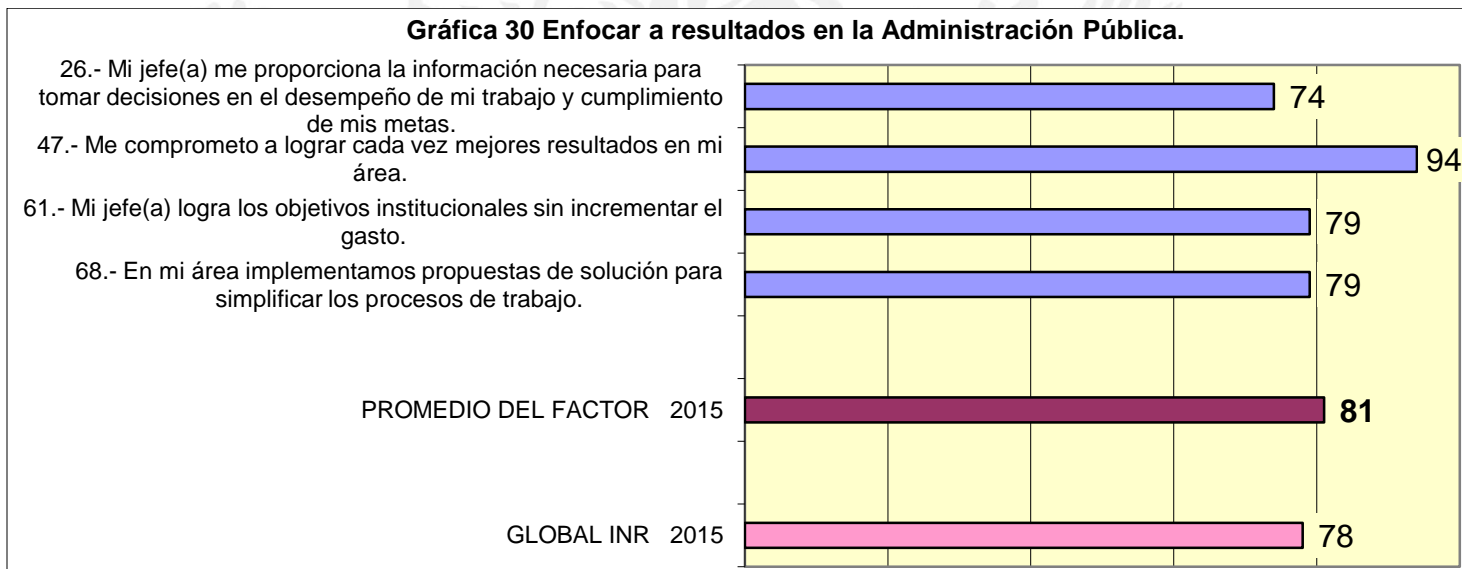 Gráfica 30 Enfocar a resultados en la Administración Pública.
26.- Mi jefe(a) me proporciona la información necesaria para
tomar decisiones en el desempeño de mi trabajo y cumplimiento
de mis metas.
74
47.- Me comprometo a lograr cada vez mejores resultados en mi
área.
94
61.- Mi jefe(a) logra los objetivos institucionales sin incrementar el
gasto.
79
68.- En mi área implementamos propuestas de solución para
simplificar los procesos de trabajo.
79
PROMEDIO DEL FACTOR 2015
81
GLOBAL INR 2015
78